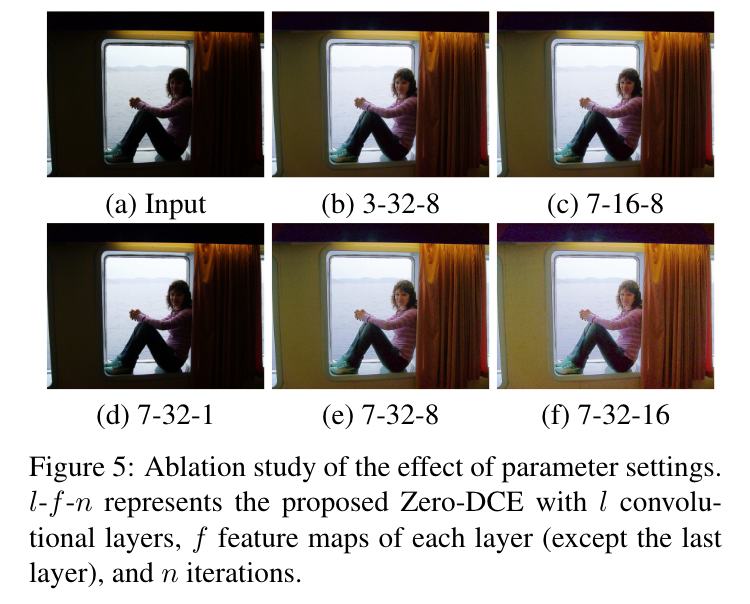 (a) Input
(b) 3-32-8
(c) 7-16-8
(d) 7-32-1
(e) 7-32-8
(f) 7-32-16
Figure 5: Ablation study of the effect of parameter settings.
l-f-n represents the proposed Zero-DCE with l convolu-
tional layers, f feature maps of each layer (except the last
layer), and n iterations.